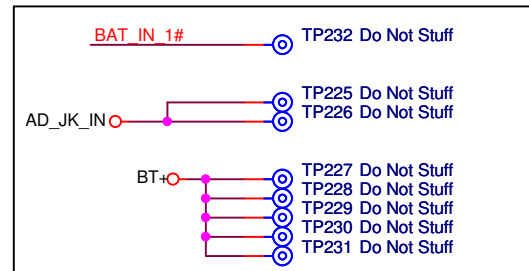 BAT_IN_1#
TP232 Do Not Stuff
TP225 Do Not Stuff
AD_JK_IN
TP226 Do Not Stuff
BT+
TP227 Do Not Stuff
TP228 Do Not Stuff
TP229 Do Not Stuff
TP230 Do Not Stuff
TP231 Do Not Stuff